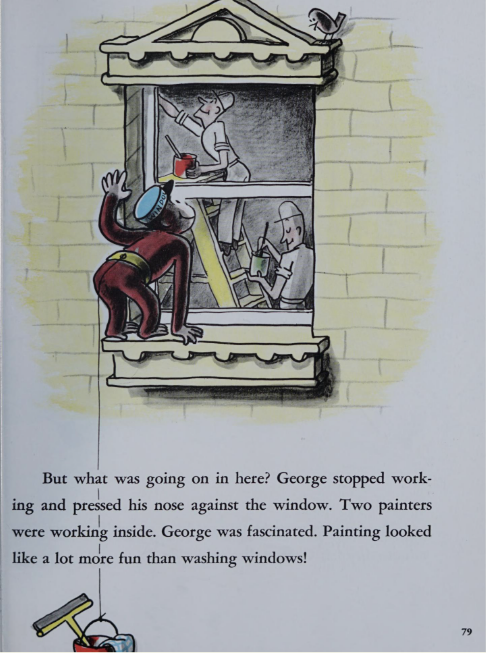 But what was going on in here? George stopped work-
ing and pressed his nose against the window. Two painters
were working inside. George was fascinated. Painting looked
like a lot more fun than washing windows!
79